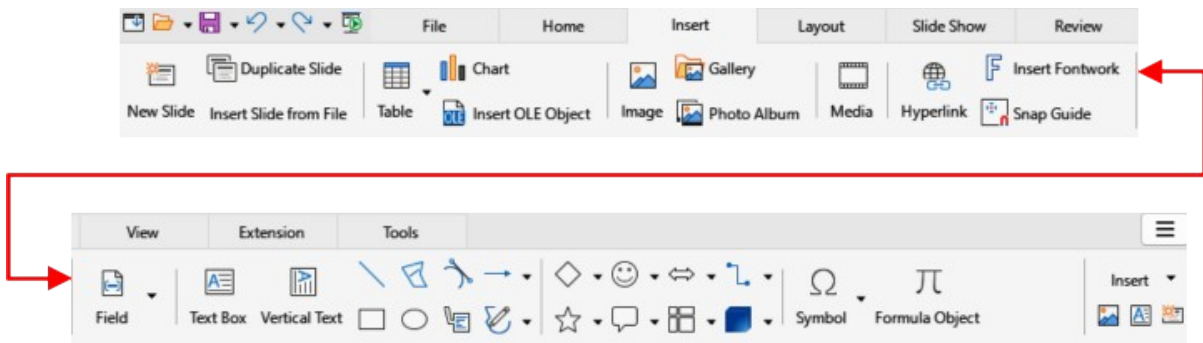 File Home Insert Layout Slide Show Review
Duplicate Slide Chart Gallery Insert Fontwork
New Slide Insert Slide from File Table OLE Insert OLE Object Image Photo Album Media Hyperlink Snap Guide
View Extension Tools
Insert
Field Text Box Vertical Text Symbol Formula Object